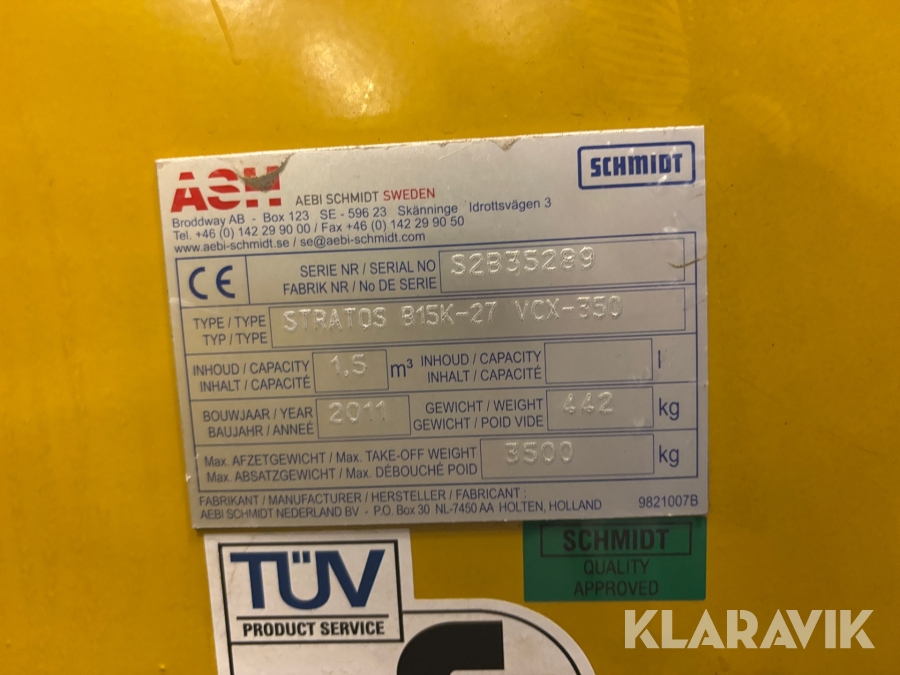 ASH AEBI SCHMIDT SWEDEN
SCHMIDT
Broddway AB - Box 123 SE - 596 23 Skänninge Idrottsvägen 3
Tel. +46 (0) 142 29 90 00 / Fax +46 (0) 142 29 90 50
www.aebi-schmidt.se / se@aebi-schmidt.com
CE
SERIE NR / SERIAL NO S2B35289
FABRIK NR / No DE SERIE
TYPE / TYPE STRATOS B15K-27 VCX-350
TYP / TYPE
INHOUD / CAPACITY 1,5 m³ INHOUD / CAPACITY l
INHALT / CAPACITÉ INHALT / CAPACITÉ
BOUWJAAR / YEAR 2011 GEWICHT / WEIGHT 442 kg
BAUJAHR / ANNEÉ GEWICHT / POID VIDE
Max. AFZETGEWICHT / Max. TAKE-OFF WEIGHT 3500 kg
Max. ABSATZGEWICHT / Max. DÉBOUCHÉ POID
FABRIKANT / MANUFACTURER / HERSTELLER / FABRICANT :
AEBI SCHMIDT NEDERLAND BV - P.O. Box 30 NL-7450 AA HOLTEN, HOLLAND 9821007B
TÜV
PRODUCT SERVICE
SCHMIDT
QUALITY
APPROVED
KLARAVIK